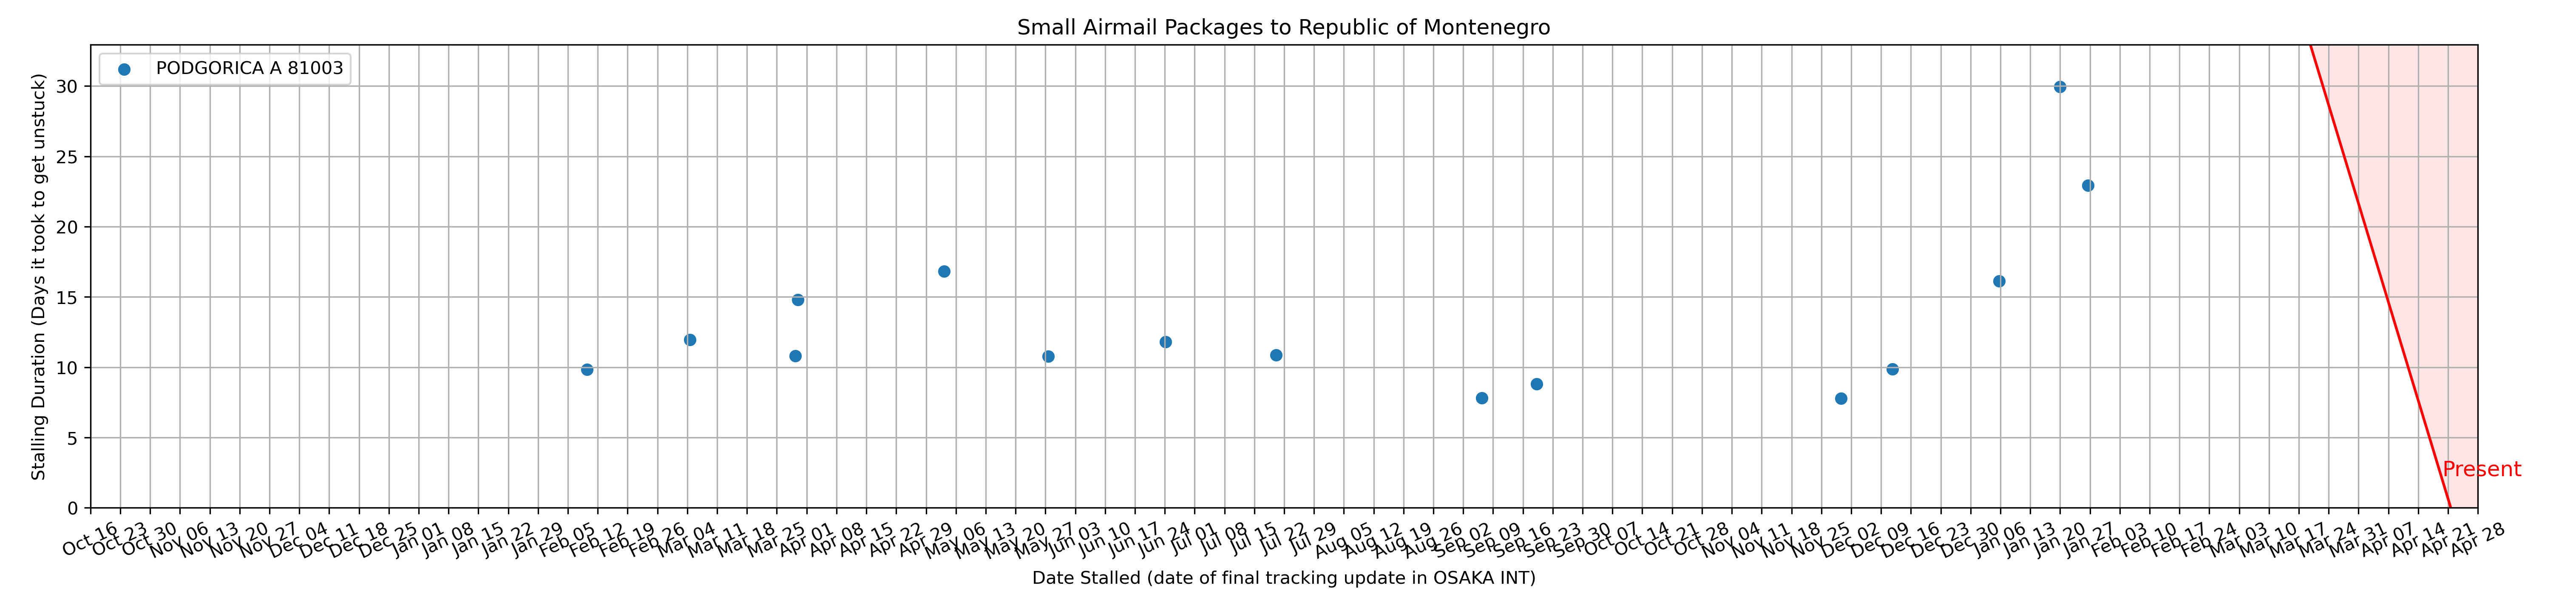 Small Airmail Packages to Republic of Montenegro
PODGORICA A 81003
Stalling Duration (Days it took to get unstuck)
30
25
20
15
10
5
0
Present
Oct 16 Oct 23 Oct 30 Nov 06 Nov 13 Nov 20 Nov 27 Dec 04 Dec 11 Dec 18 Dec 25 Jan 01 Jan 08 Jan 15 Jan 22 Jan 29 Feb 05 Feb 12 Feb 19 Feb 26 Mar 04 Mar 11 Mar 18 Mar 25 Apr 01 Apr 08 Apr 15 Apr 22 Apr 29 May 06 May 13 May 20 May 27 Jun 03 Jun 10 Jun 17 Jun 24 Jul 01 Jul 08 Jul 15 Jul 22 Jul 29 Aug 05 Aug 12 Aug 19 Aug 26 Sep 02 Sep 09 Sep 16 Sep 23 Sep 30 Oct 07 Oct 14 Oct 21 Oct 28 Nov 04 Nov 11 Nov 18 Nov 25 Dec 02 Dec 09 Dec 16 Dec 23 Dec 30 Jan 06 Jan 13 Jan 20 Jan 27 Feb 03 Feb 10 Feb 17 Feb 24 Mar 03 Mar 10 Mar 17 Mar 24 Mar 31 Apr 07 Apr 14 Apr 21 Apr 28
Date Stalled (date of final tracking update in OSAKA INT)